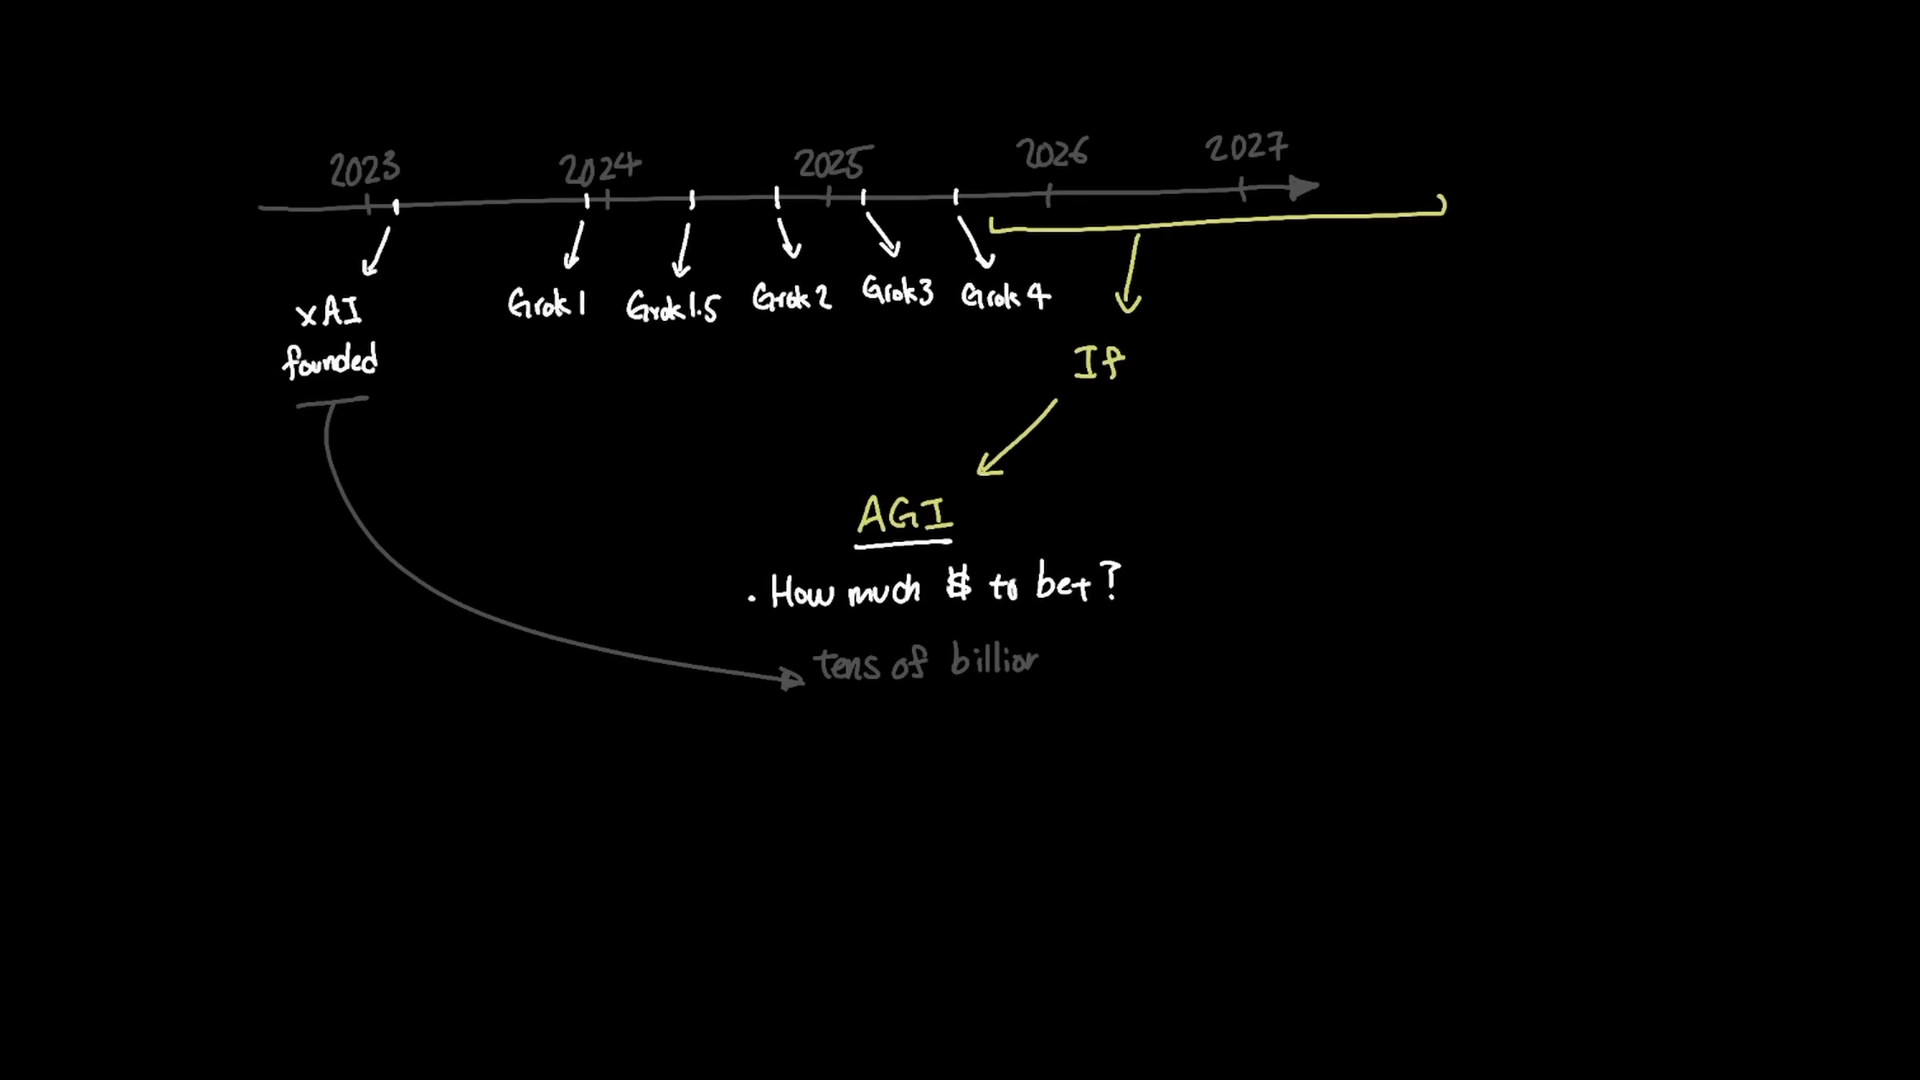 2023 2024 2025 2026 2027
xAI
founded
Grok 1 Grok 1.5 Grok 2 Grok 3 Grok 4
If
AGI
· How much $ to bet?
tens of billior